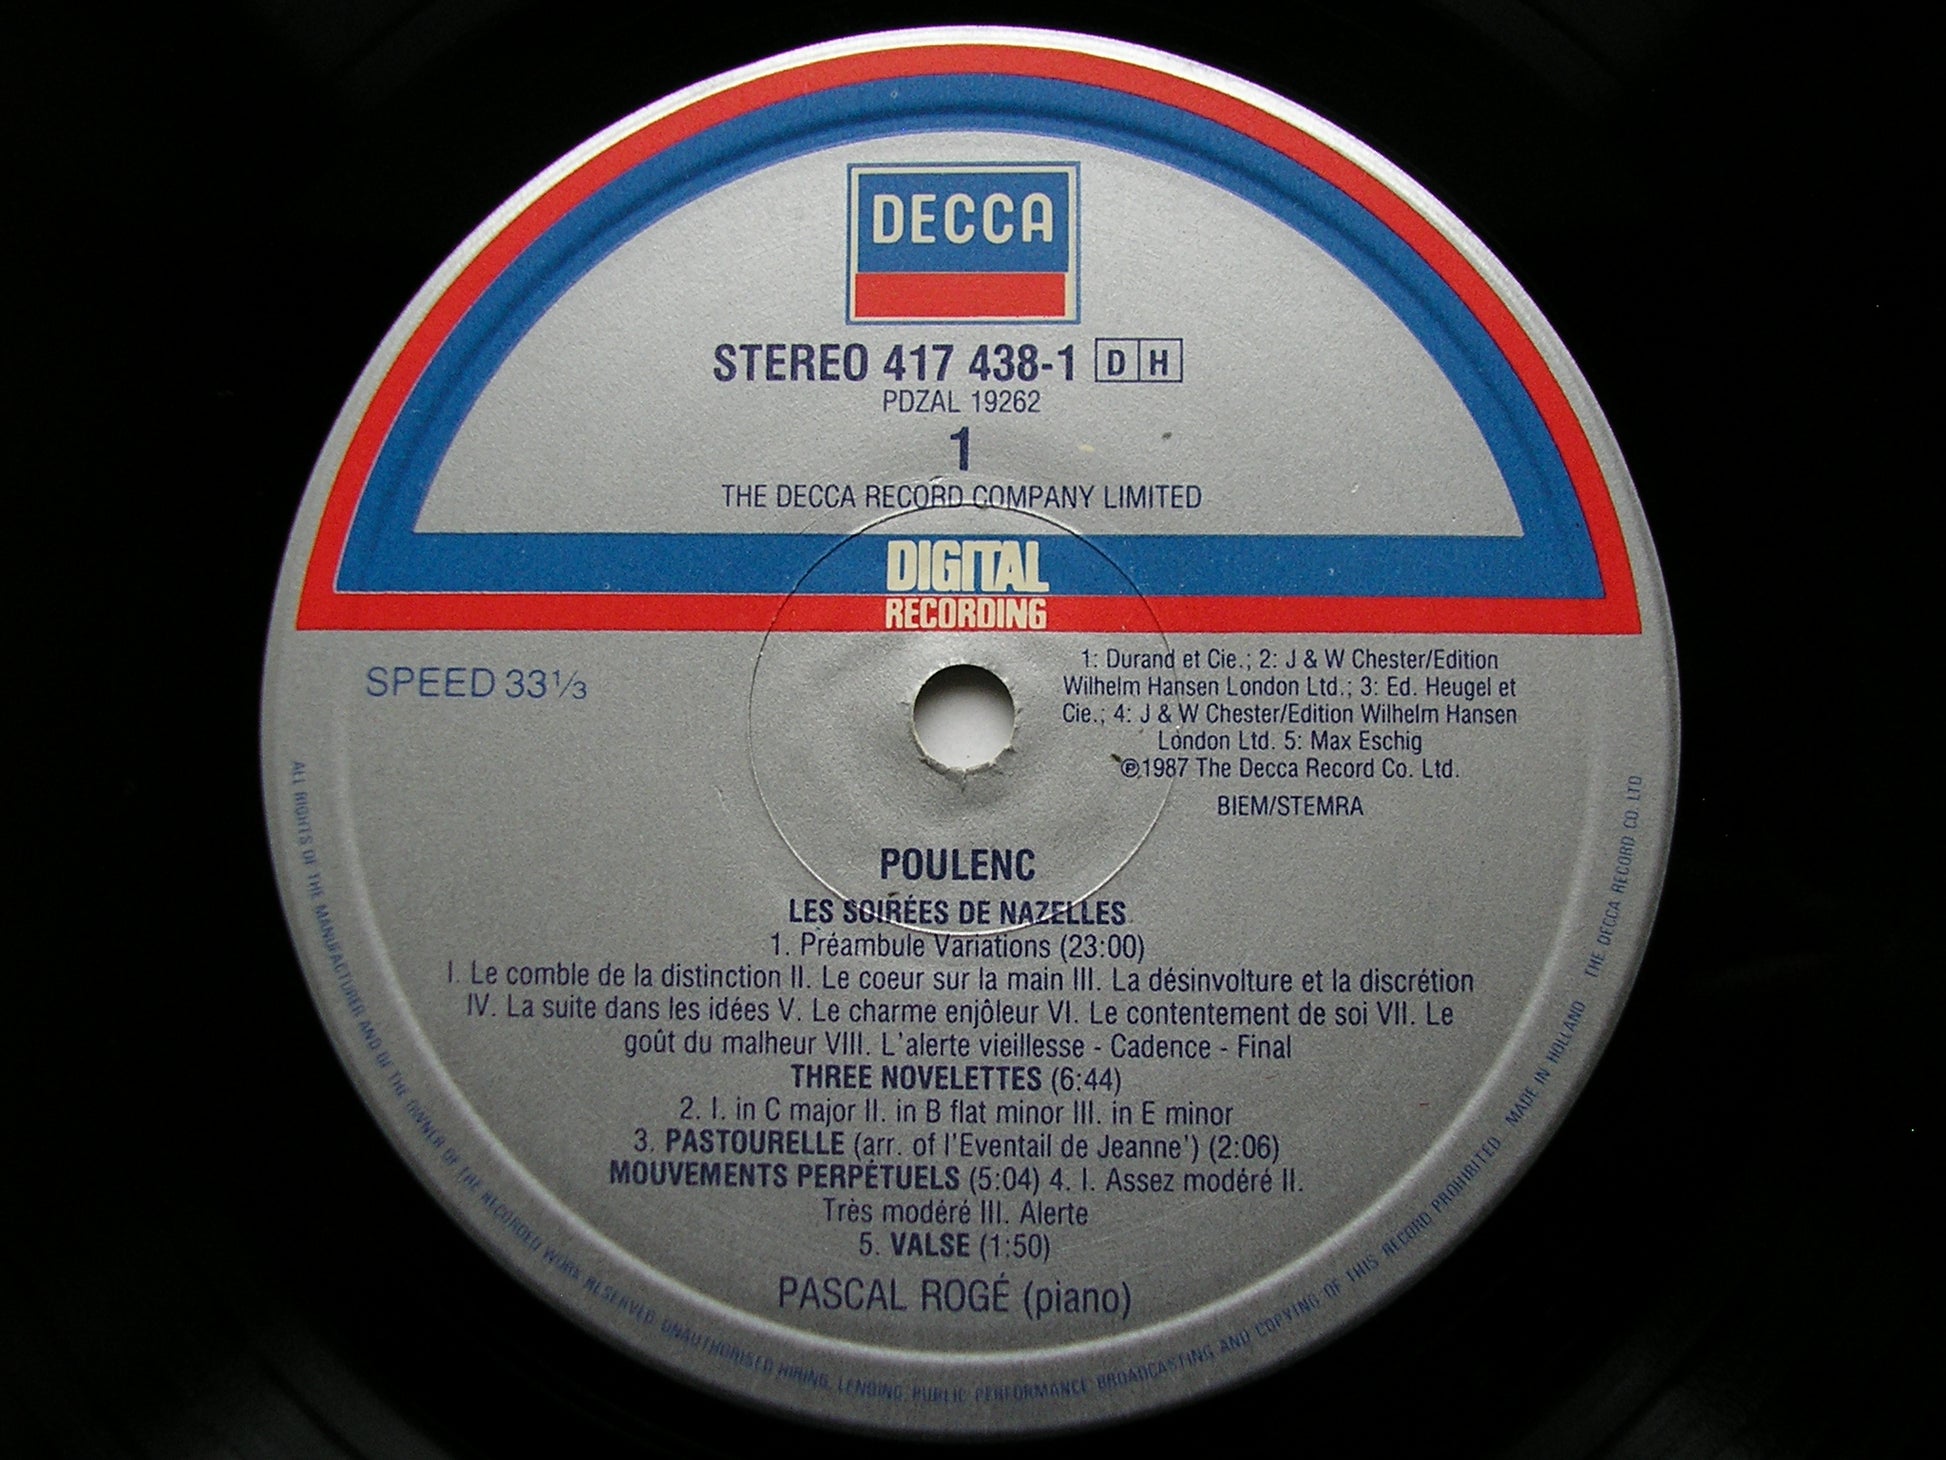 DECCA
STEREO 417 438-1 D H
PDZAL 19262
1
THE DECCA RECORD COMPANY LIMITED
DIGITAL
RECORDING
SPEED 33⅓
1: Durand et Cie.; 2: J & W Chester/Edition
Wilhelm Hansen London Ltd.; 3: Ed. Heugel et
Cie.; 4: J & W Chester/Edition Wilhelm Hansen
London Ltd. 5: Max Eschig
℗1987 The Decca Record Co. Ltd.
BIEM/STEMRA
POULENC
LES SOIRÉES DE NAZELLES
1. Préambule Variations (23:00)
I. Le comble de la distinction II. Le coeur sur la main III. La désinvolture et la discrétion
IV. La suite dans les idées V. Le charme enjôleur VI. Le contentement de soi VII. Le
goût du malheur VIII. L'alerte vieillesse - Cadence - Final
THREE NOVELETTES (6:44)
2. I. in C major II. in B flat minor III. in E minor
3. PASTOURELLE (arr. of l'Eventail de Jeanne') (2:06)
MOUVEMENTS PERPÉTUELS (5:04) 4. I. Assez modéré II.
Très modéré III. Alerte
5. VALSE (1:50)
PASCAL ROGÉ (piano)
ALL RIGHTS OF THE MANUFACTURER AND OF THE OWNER OF THE RECORDED WORK RESERVED. UNAUTHORISED HIRING, LENDING, PUBLIC PERFORMANCE BROADCASTING AND COPYING OF THIS RECORD PROHIBITED MADE IN HOLLAND THE DECCA RECORD CO. LTD